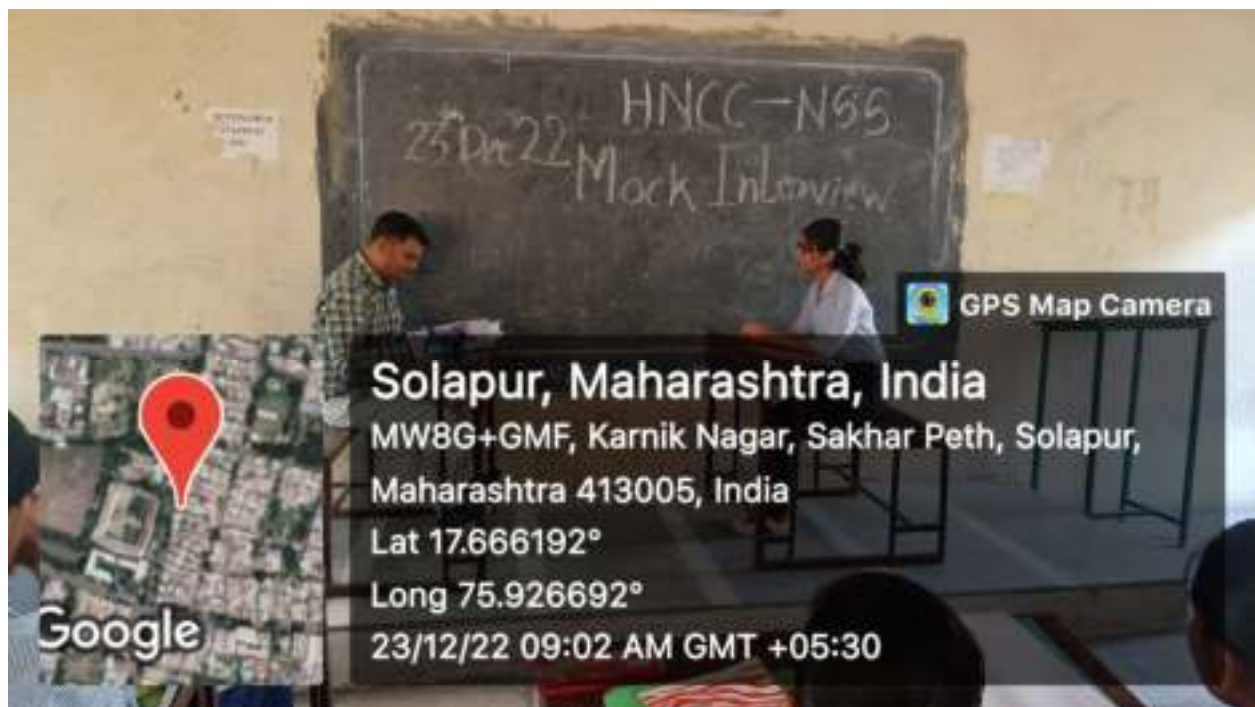 HNCC-NSS
23rd Dec 22
Mock Interview
GPS Map Camera
Solapur, Maharashtra, India
MW8G+GMF, Karnik Nagar, Sakhar Peth, Solapur,
Maharashtra 413005, India
Lat 17.666192°
Long 75.926692°
23/12/22 09:02 AM GMT +05:30
Google